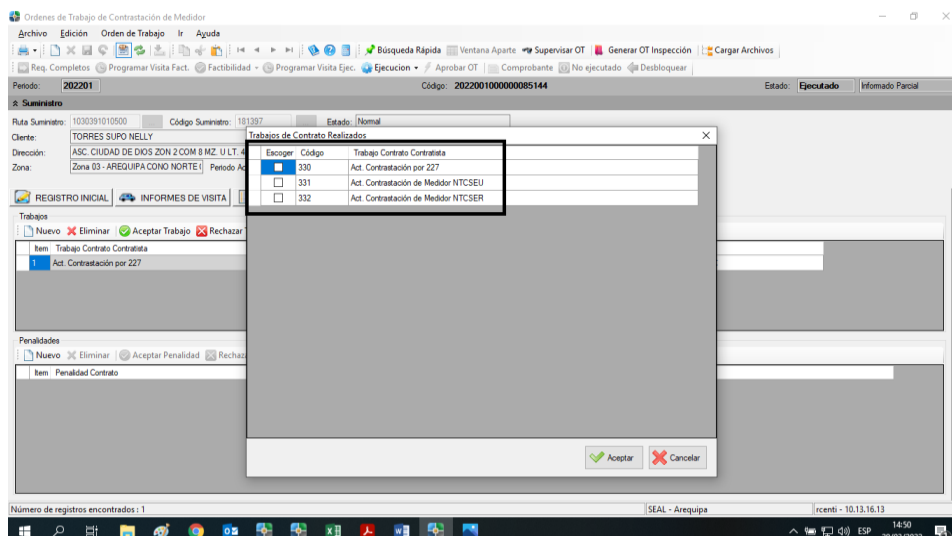 Ordenes de Trabajo de Contrastación de Medidor
Archivo Edición Orden de Trabajo Ir Ayuda
Búsqueda Rápida Ventana Aparte Supervisar OT Generar OT Inspección Cargar Archivos
Req. Completos Programar Visita Fact. Factibilidad Programar Visita Ejec. Ejecucion Aprobar OT Comprobante No ejecutado Desbloquear
Periodo: 202201 Código: 2022001000000085144 Estado: Ejecutado Informado Parcial
Suministro
Ruta Suministro: 1030391010500 Código Suministro: 181397 Estado: Normal
Cliente: TORRES SUPO NELLY
Dirección: ASC. CIUDAD DE DIOS ZON 2 COM 8 MZ. U LT. 4
Zona: Zona 03 - AREQUIPA CONO NORTE ( Periodo Ac
REGISTRO INICIAL INFORMES DE VISITA
Trabajos
Nuevo Eliminar Aceptar Trabajo Rechazar
Item Trabajo Contrato Contratista
1 Act. Contrastación por 227
Penalidades
Nuevo Eliminar Aceptar Penalidad Rechaz
Item Penalidad Contrato
Trabajos de Contrato Realizados
Escoger Código Trabajo Contrato Contratista
330 Act. Contrastación por 227
331 Act. Contrastación de Medidor NTCSEU
332 Act. Contrastación de Medidor NTCSER
Aceptar Cancelar
Número de registros encontrados : 1 SEAL - Arequipa rcenti - 10.13.16.13
ESP 14:50